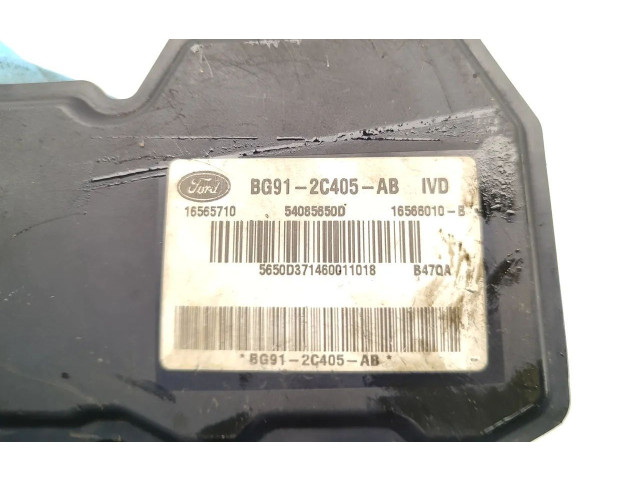 Ford BG91-2C405-AB IVD
16565710 54085650D 16566010-B
5650D371460011018 B47QA
* BG91-2C405-AB *